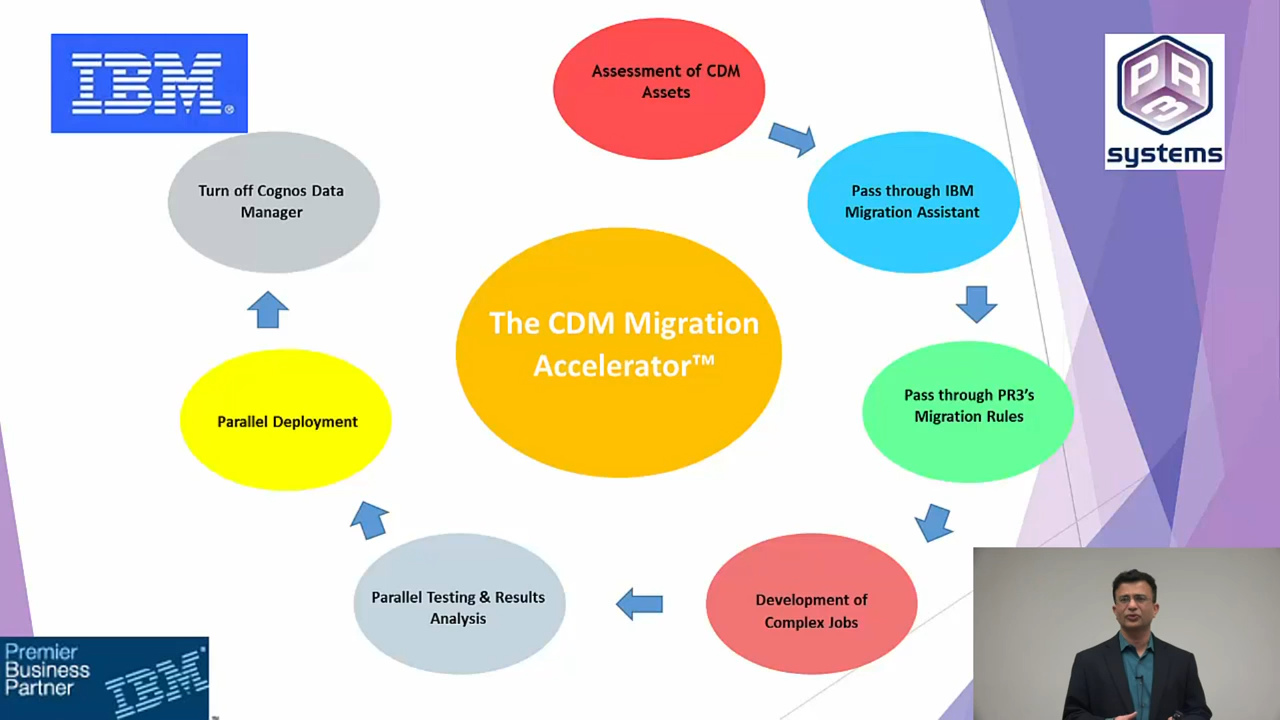 IBM®
Assessment of CDM
Assets
PR3
systems
Turn off Cognos Data
Manager
Pass through IBM
Migration Assistant
The CDM Migration
Accelerator™
Pass through PR3's
Migration Rules
Parallel Deployment
Parallel Testing & Results
Analysis
Development of
Complex Jobs
Premier
Business
Partner
IBM
™